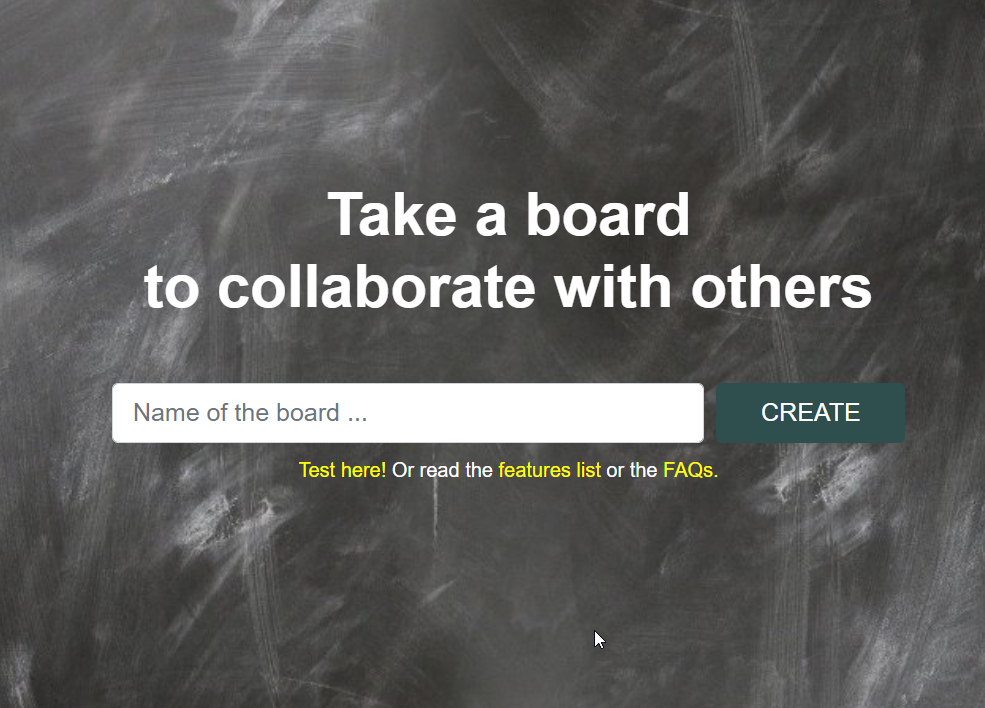 Take a board
to collaborate with others
Name of the board ...
CREATE
Test here! Or read the features list or the FAQs.